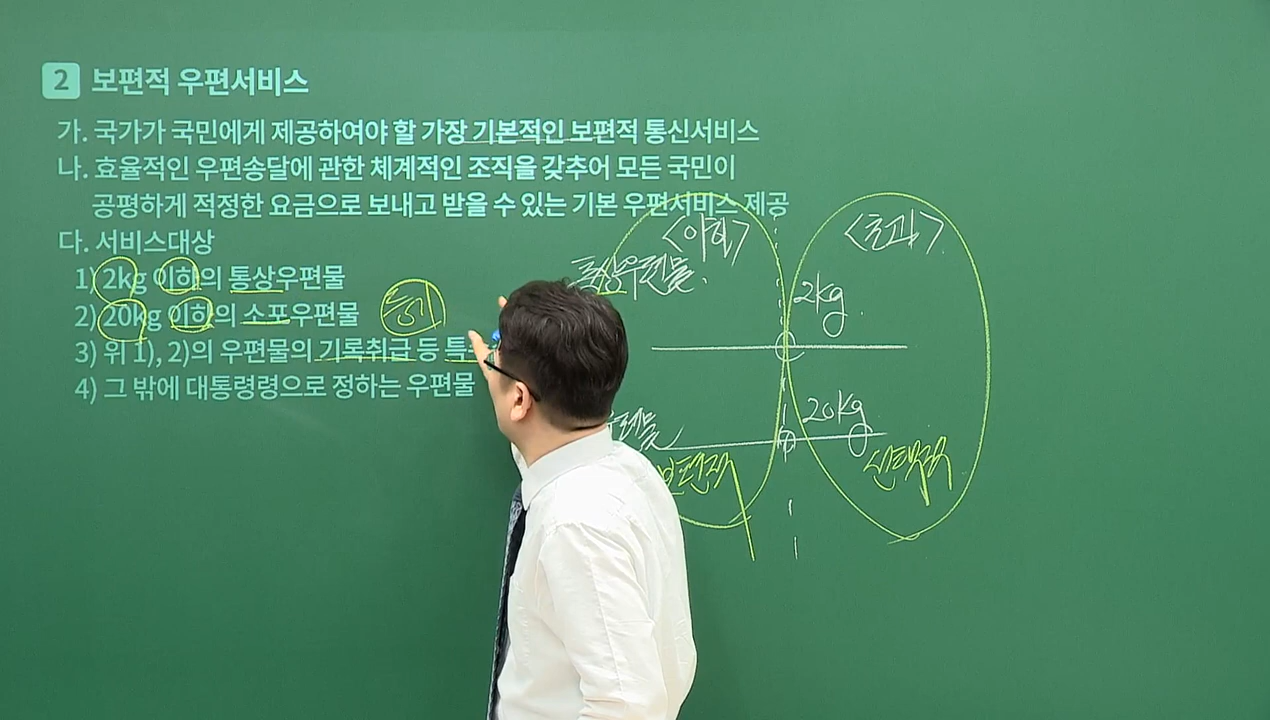 2 보편적 우편서비스
가. 국가가 국민에게 제공하여야 할 가장 기본적인 보편적 통신서비스
나. 효율적인 우편송달에 관한 체계적인 조직을 갖추어 모든 국민이
공평하게 적정한 요금으로 보내고 받을 수 있는 기본 우편서비스 제공
다. 서비스대상
1) 2kg 이하의 통상우편물
2) 20kg 이하의 소포우편물
3) 위 1), 2)의 우편물의 기록취급 등 특
4) 그 밖에 대통령령으로 정하는 우편물
<이하>
<초과>
통상우편물.
2kg.
20kg
우편물
보편적
선택적